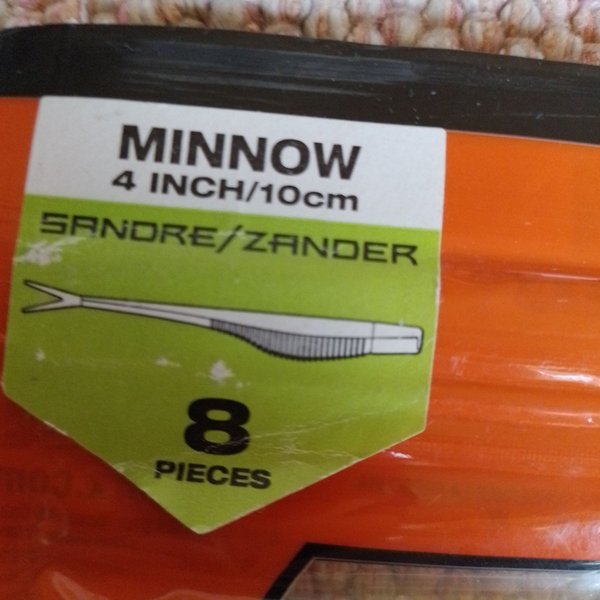 MINNOW
4 INCH/10cm
SANDRE/ZANDER
8
PIECES